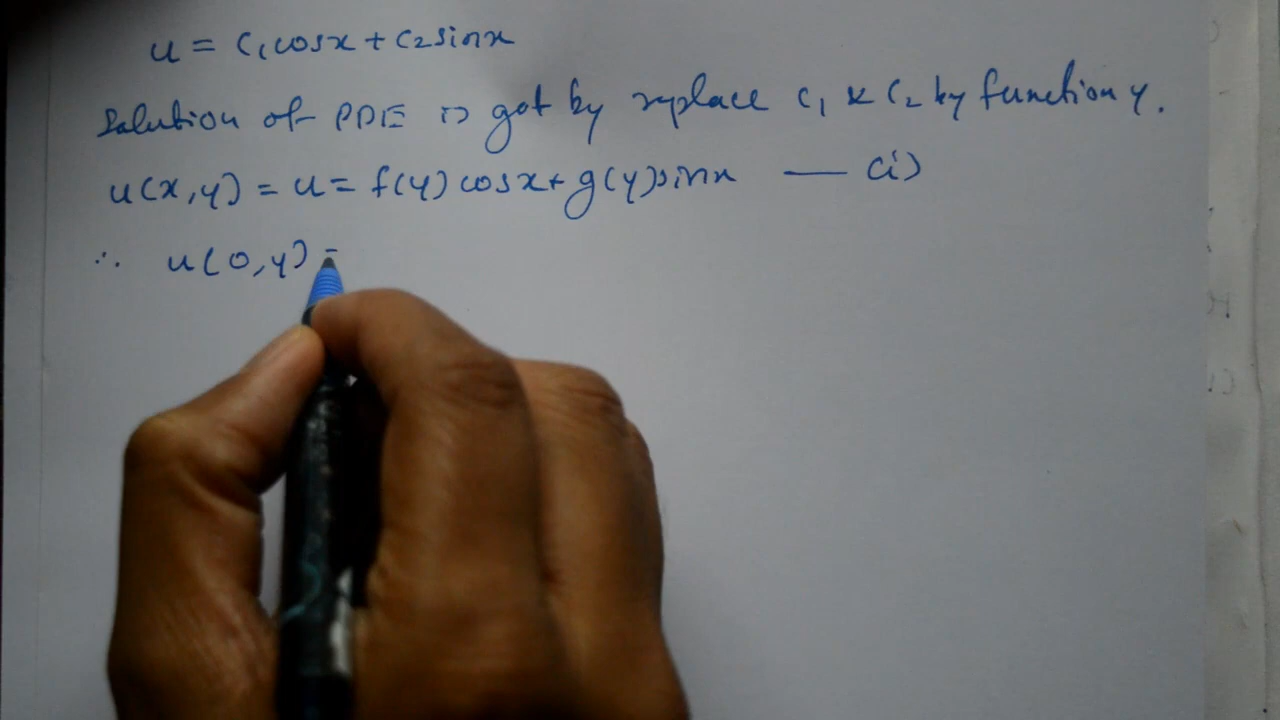 u = c₁cosx + c₂sinx
Solution of PDE is got by replace c₁ & c₂ by function y.
u(x,y) = u = f(y) cosx + g(y)sinx — (i)
∴ u(0,y) =